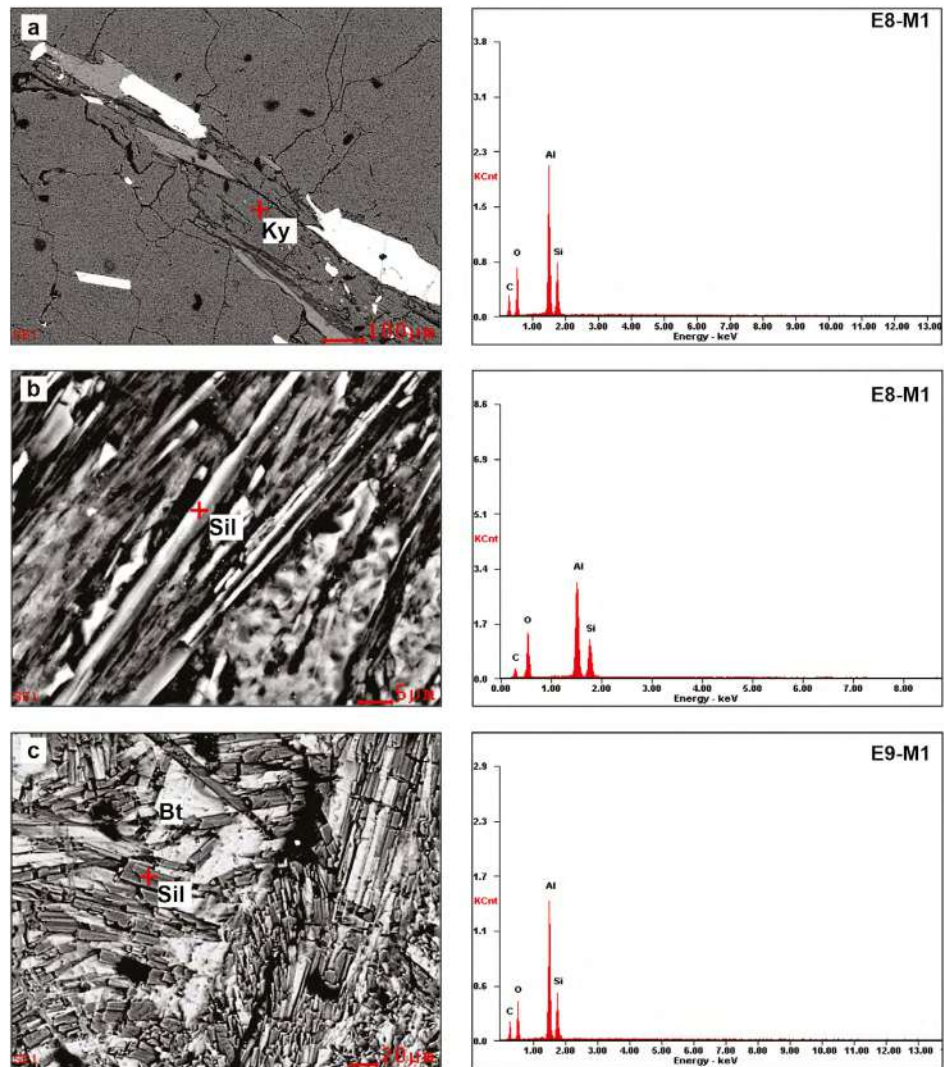 a
Ky
SEI
100µm
E8-M1
3.8
3.1
2.3
KCnt
1.5
0.8
0.0
C
O
Al
Si
1.00 2.00 3.00 4.00 5.00 6.00 7.00 8.00 9.00 10.00 11.00 12.00 13.00
Energy - keV
b
Sil
SEI
6µm
E8-M1
8.6
6.9
5.1
KCnt
3.4
1.7
0.0
C
O
Al
Si
0.00 1.00 2.00 3.00 4.00 5.00 6.00 7.00 8.00
Energy - keV
c
Bt
Sil
SEI
20µm
E9-M1
2.9
2.3
1.7
KCnt
1.1
0.6
0.0
C
O
Al
Si
1.00 2.00 3.00 4.00 5.00 6.00 7.00 8.00 9.00 10.00 11.00 12.00 13.00
Energy - keV